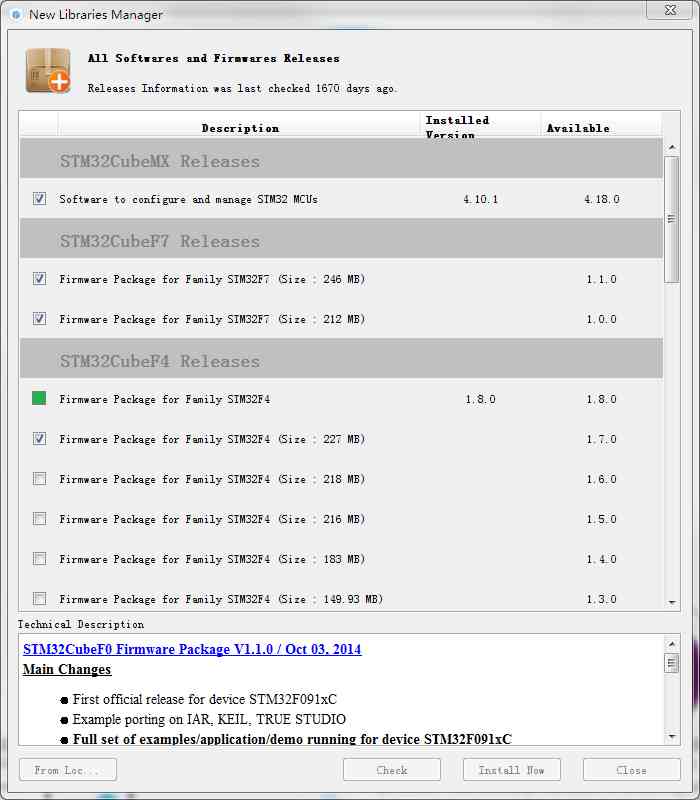 New Libraries Manager
All Softwares and Firmwares Releases
Releases Information was last checked 1670 days ago.
Description Installed Version Available
STM32CubeMX Releases
Software to configure and manage STM32 MCUs 4.10.1 4.18.0
STM32CubeF7 Releases
Firmware Package for Family STM32F7 (Size : 246 MB) 1.1.0
Firmware Package for Family STM32F7 (Size : 212 MB) 1.0.0
STM32CubeF4 Releases
Firmware Package for Family STM32F4 1.8.0 1.8.0
Firmware Package for Family STM32F4 (Size : 227 MB) 1.7.0
Firmware Package for Family STM32F4 (Size : 218 MB) 1.6.0
Firmware Package for Family STM32F4 (Size : 216 MB) 1.5.0
Firmware Package for Family STM32F4 (Size : 183 MB) 1.4.0
Firmware Package for Family STM32F4 (Size : 149.93 MB) 1.3.0
Technical Description
STM32CubeF0 Firmware Package V1.1.0 / Oct 03, 2014
Main Changes
● First official release for device STM32F091xC
● Example porting on IAR, KEIL, TRUE STUDIO
● Full set of examples/application/demo running for device STM32F091xC
From Loc... Check Install Now Close